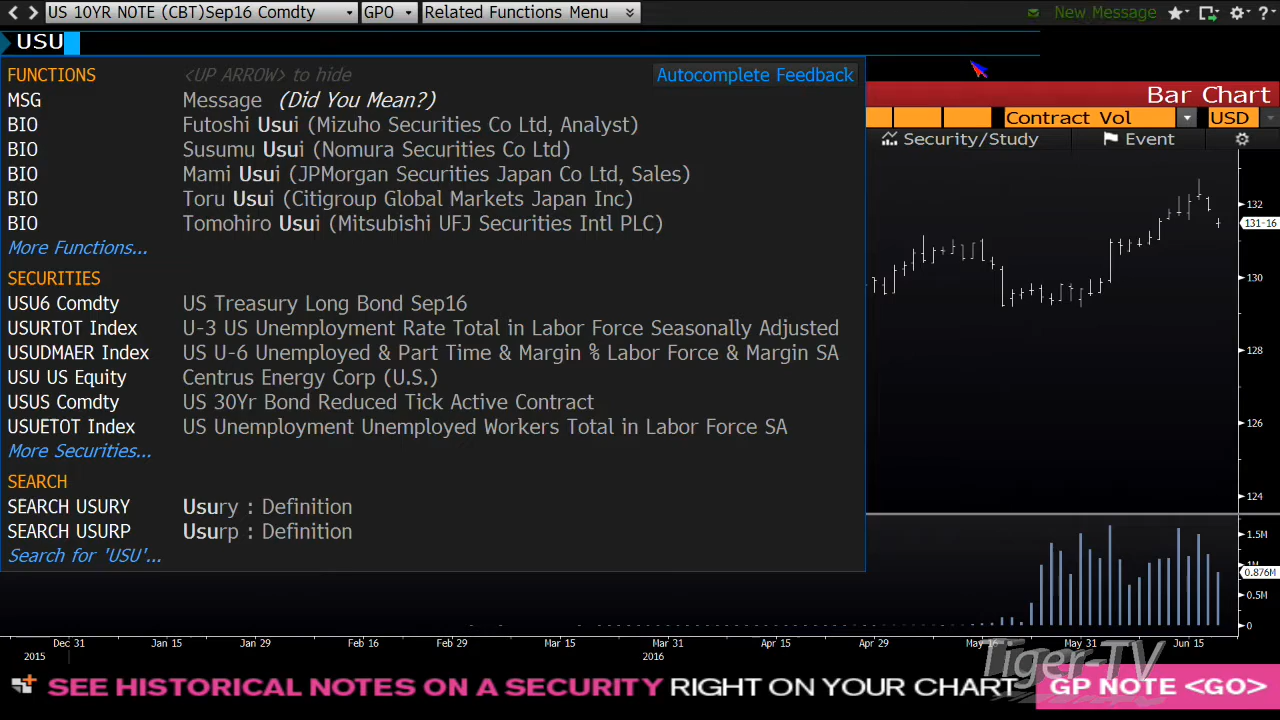 US 10YR NOTE (CBT)Sep16 Comdty GPO Related Functions Menu New Message ?
USU
FUNCTIONS <UP ARROW> to hide Autocomplete Feedback
MSG Message (Did You Mean?)
BIO Futoshi Usui (Mizuho Securities Co Ltd, Analyst)
BIO Susumu Usui (Nomura Securities Co Ltd)
BIO Mami Usui (JPMorgan Securities Japan Co Ltd, Sales)
BIO Toru Usui (Citigroup Global Markets Japan Inc)
BIO Tomohiro Usui (Mitsubishi UFJ Securities Intl PLC)
More Functions...
SECURITIES
USU6 Comdty US Treasury Long Bond Sep16
USURTOT Index U-3 US Unemployment Rate Total in Labor Force Seasonally Adjusted
USUDMAER Index US U-6 Unemployed & Part Time & Margin % Labor Force & Margin SA
USU US Equity Centrus Energy Corp (U.S.)
USUS Comdty US 30Yr Bond Reduced Tick Active Contract
USUETOT Index US Unemployment Unemployed Workers Total in Labor Force SA
More Securities...
SEARCH
SEARCH USURY Usury : Definition
SEARCH USURP Usurp : Definition
Search for 'USU'...
Bar Chart
Contract Vol USD
Security/Study Event
132
131-16
130
128
126
124
1.5M
1M
0.876M
0.5M
0
Dec 31 Jan 15 Jan 29 Feb 16 Feb 29 Mar 15 Mar 31 Apr 15 Apr 29 May 16 May 31 Jun 15
2015 2016
Tiger-TV
SEE HISTORICAL NOTES ON A SECURITY RIGHT ON YOUR CHART GP NOTE <GO>